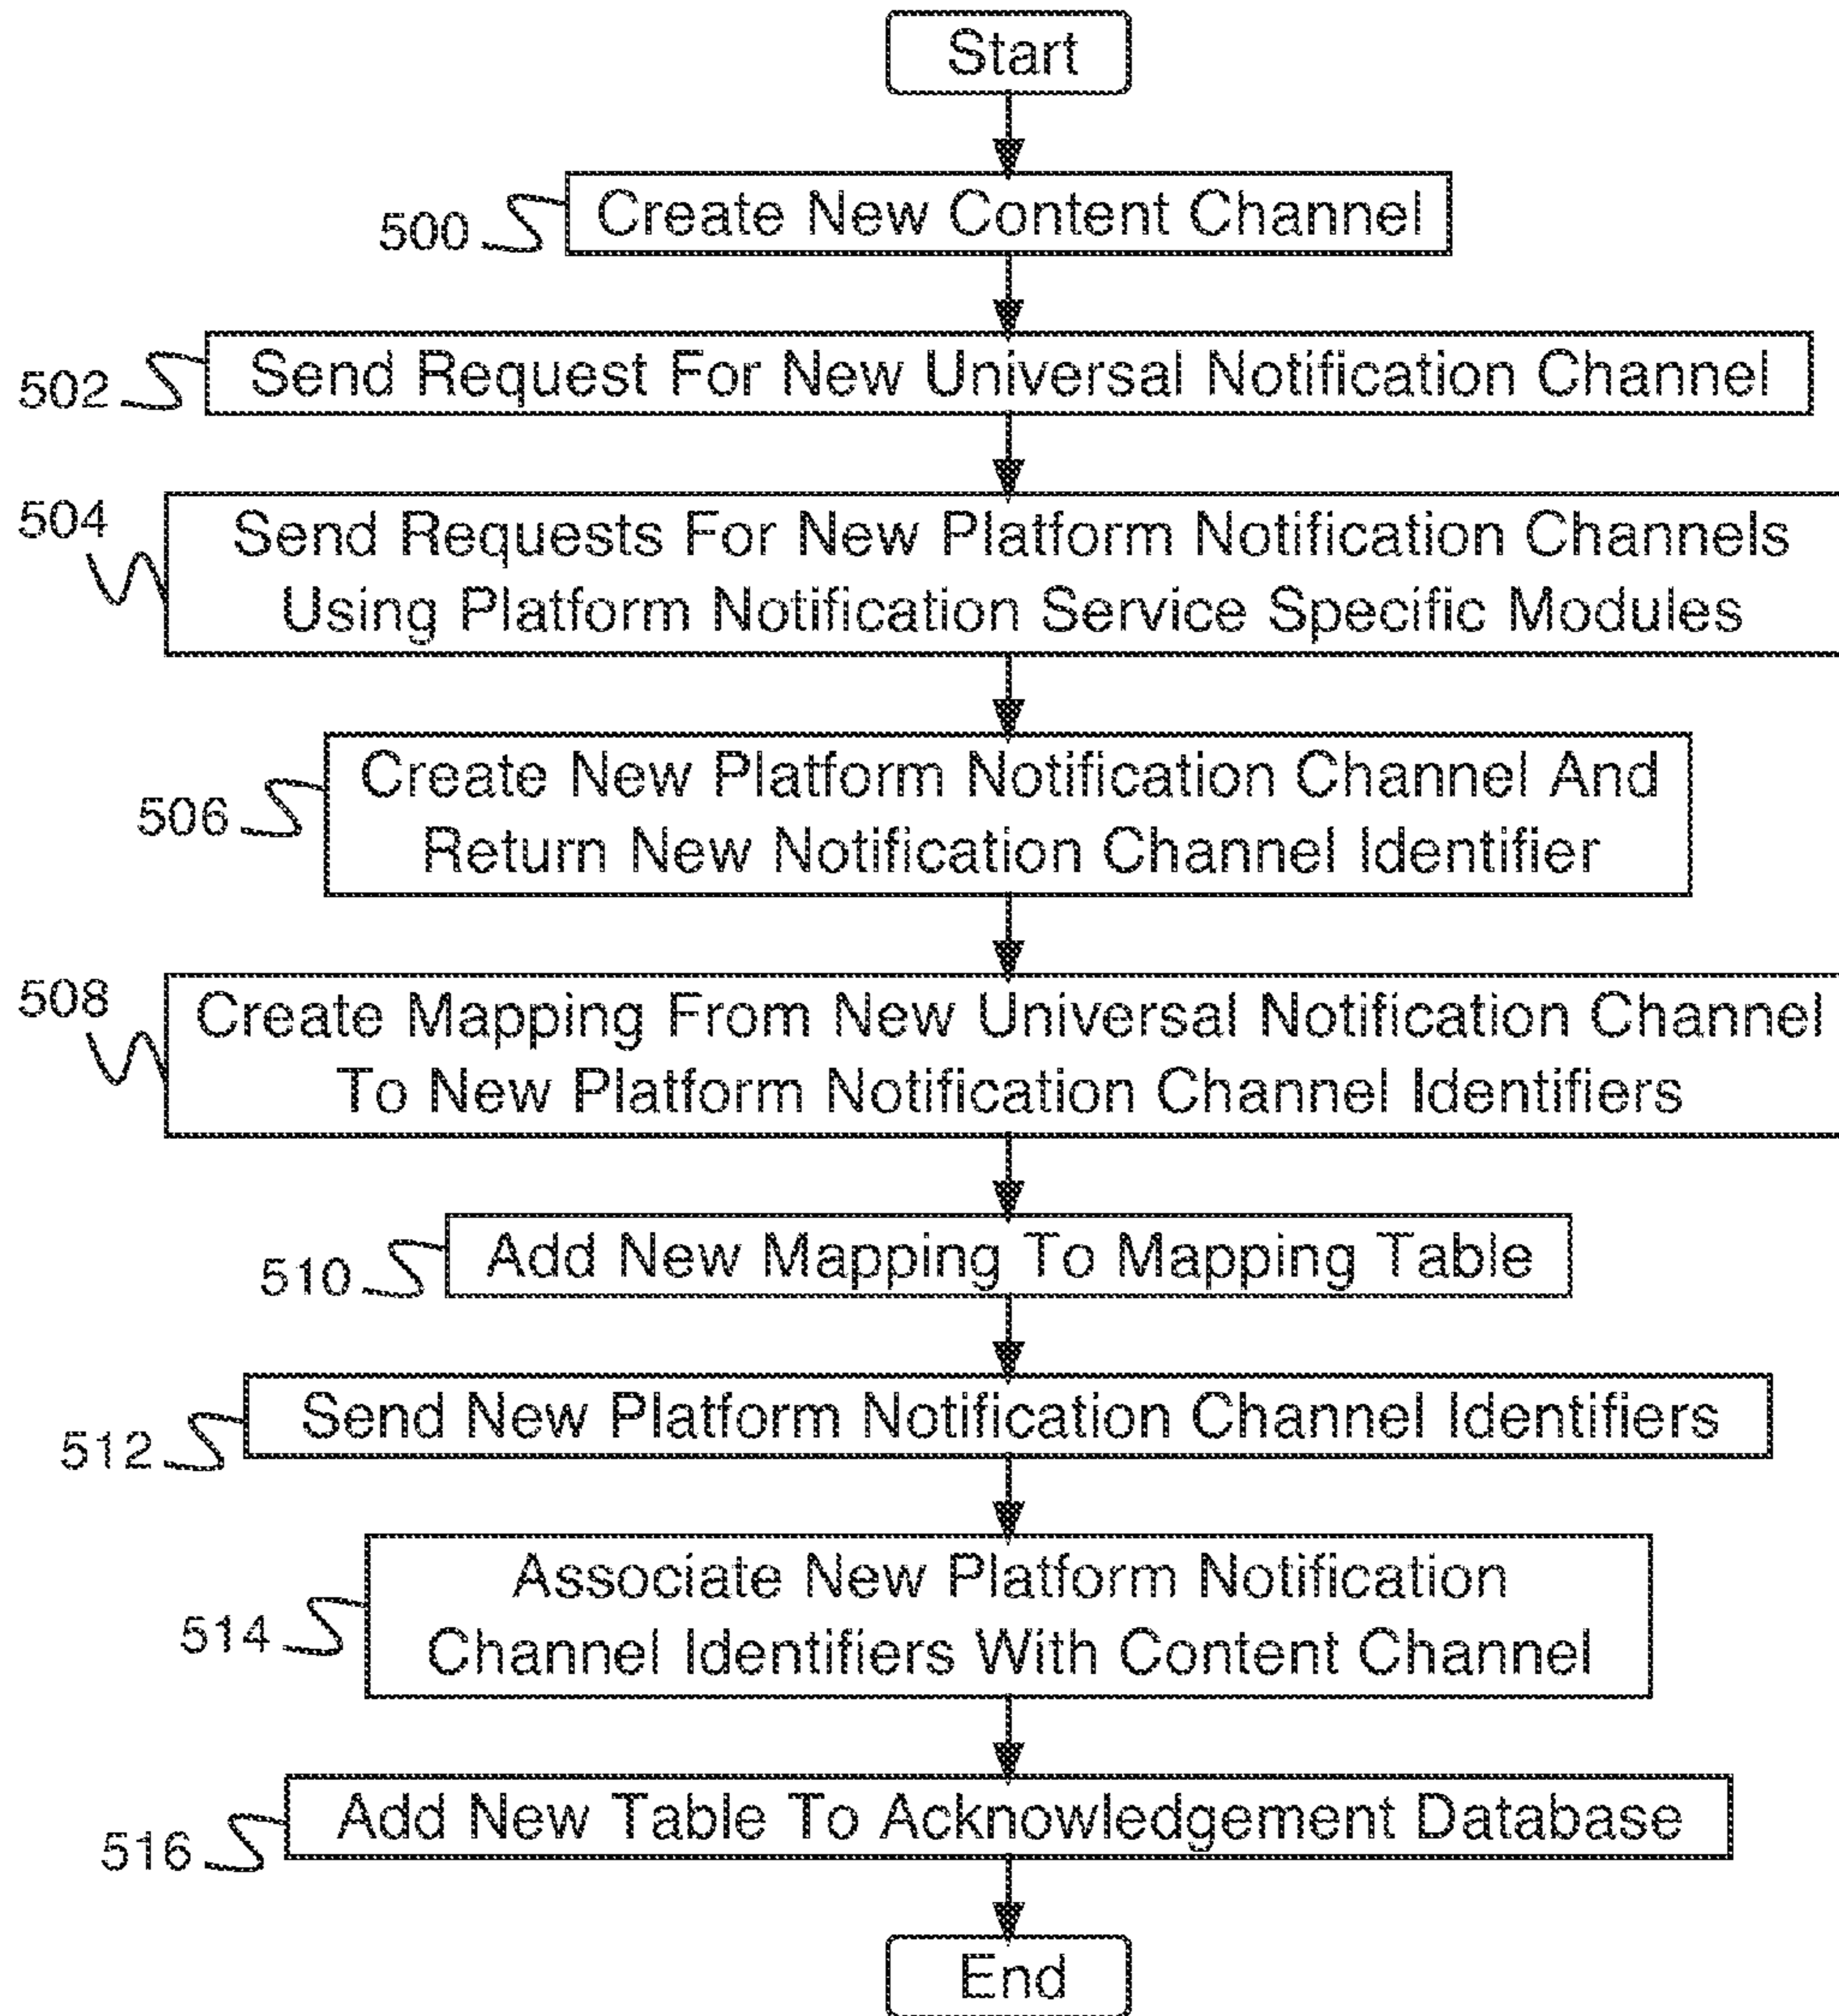 Start
500
Create New Content Channel
502
Send Request For New Universal Notification Channel
504
Send Requests For New Platform Notification Channels
Using Platform Notification Service Specific Modules
506
Create New Platform Notification Channel And
Return New Notification Channel Identifier
508
Create Mapping From New Universal Notification Channel
To New Platform Notification Channel Identifiers
510
Add New Mapping To Mapping Table
512
Send New Platform Notification Channel Identifiers
514
Associate New Platform Notification
Channel Identifiers With Content Channel
516
Add New Table To Acknowledgement Database
End